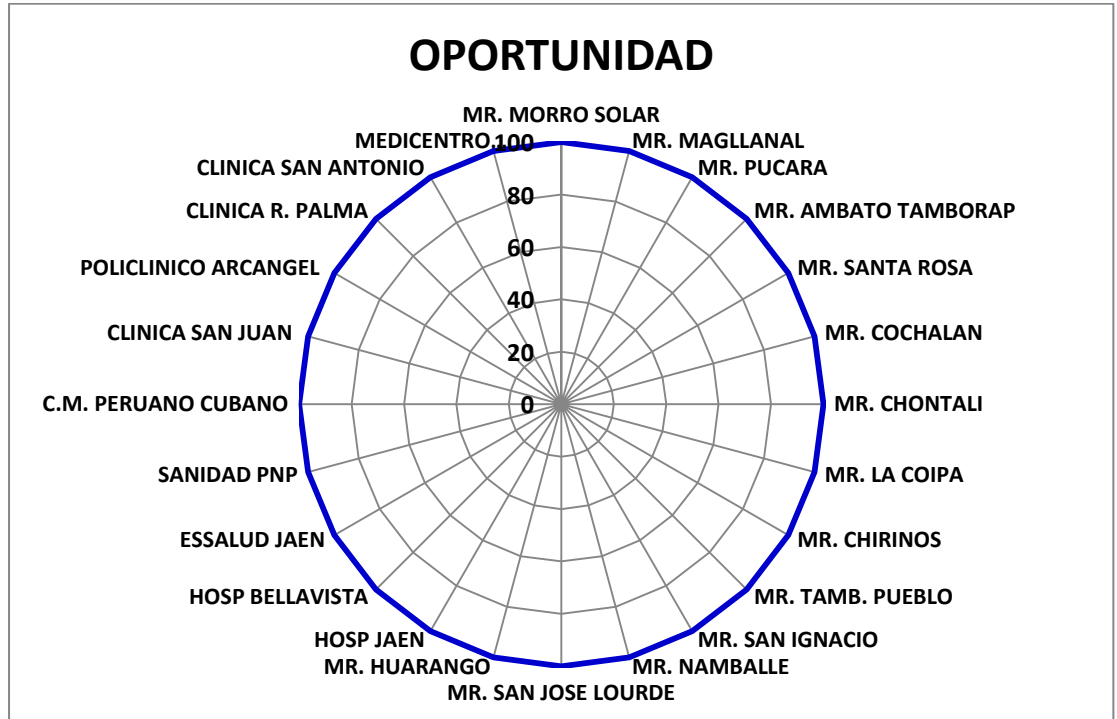 OPORTUNIDAD
MR. MORRO SOLAR
MR. MAGLLANAL
MR. PUCARA
MR. AMBATO TAMBORAP
MR. SANTA ROSA
MR. COCHALAN
MR. CHONTALI
MR. LA COIPA
MR. CHIRINOS
MR. TAMB. PUEBLO
MR. SAN IGNACIO
MR. NAMBALLE
MR. SAN JOSE LOURDE
MR. HUARANGO
HOSP JAEN
HOSP BELLAVISTA
ESSALUD JAEN
SANIDAD PNP
C.M. PERUANO CUBANO
CLINICA SAN JUAN
POLICLINICO ARCANGEL
CLINICA R. PALMA
CLINICA SAN ANTONIO
MEDICENTRO.
100
80
60
40
20
0